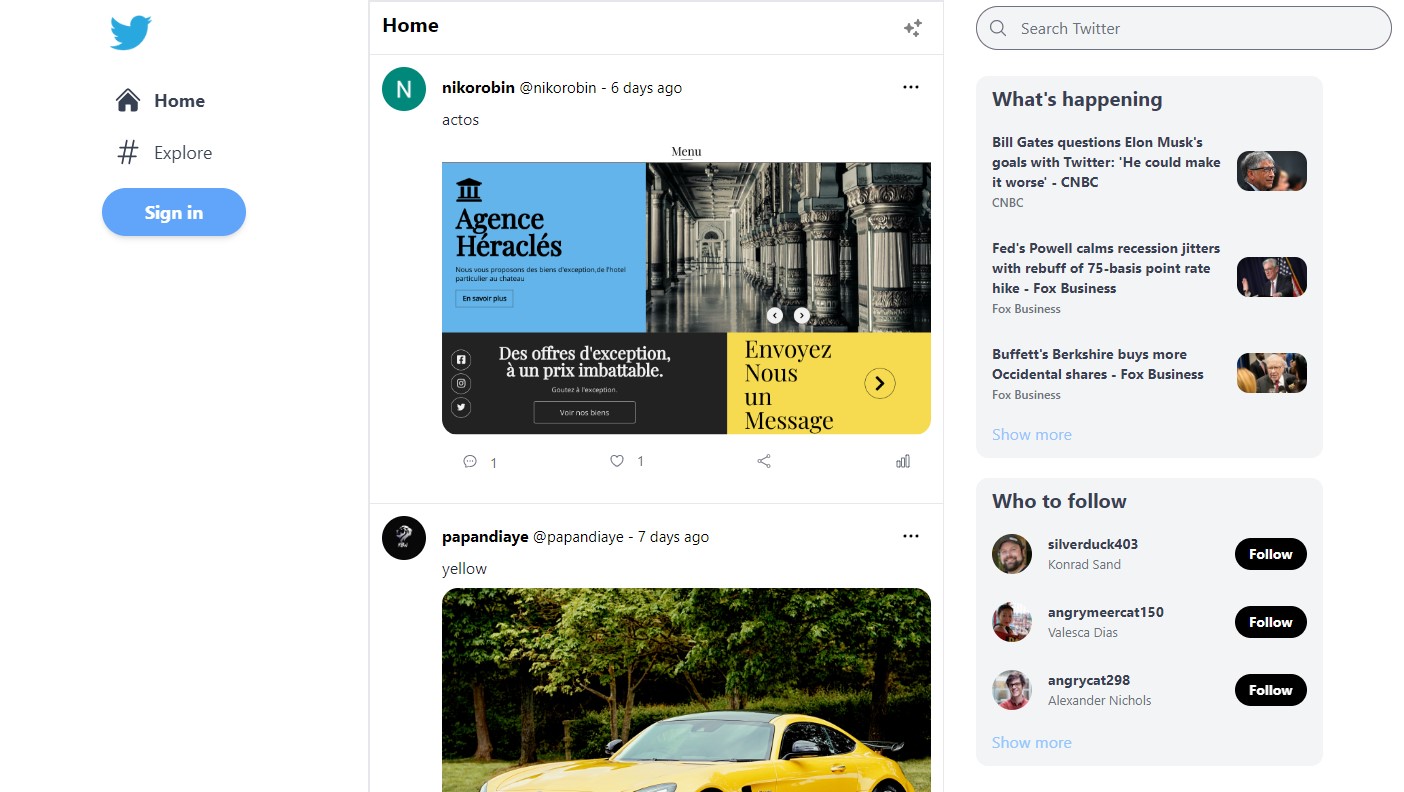 Home
Explore
Sign in
Home
N
nikorobin @nikorobin - 6 days ago
actos
Menu
Agence
Héraclés
Nous vous proposons des biens d'exception,de l'hotel
particulier au chateau
En savoir plus
Des offres d'exception,
à un prix imbattable.
Goutez à l'exception.
Voir nos biens
Envoyez
Nous
un
Message
1
1
papandiaye @papandiaye - 7 days ago
yellow
Search Twitter
What's happening
Bill Gates questions Elon Musk's
goals with Twitter: 'He could make
it worse' - CNBC
CNBC
Fed's Powell calms recession jitters
with rebuff of 75-basis point rate
hike - Fox Business
Fox Business
Buffett's Berkshire buys more
Occidental shares - Fox Business
Fox Business
Show more
Who to follow
silverduck403
Konrad Sand
Follow
angrymeercat150
Valesca Dias
Follow
angrycat298
Alexander Nichols
Follow
Show more